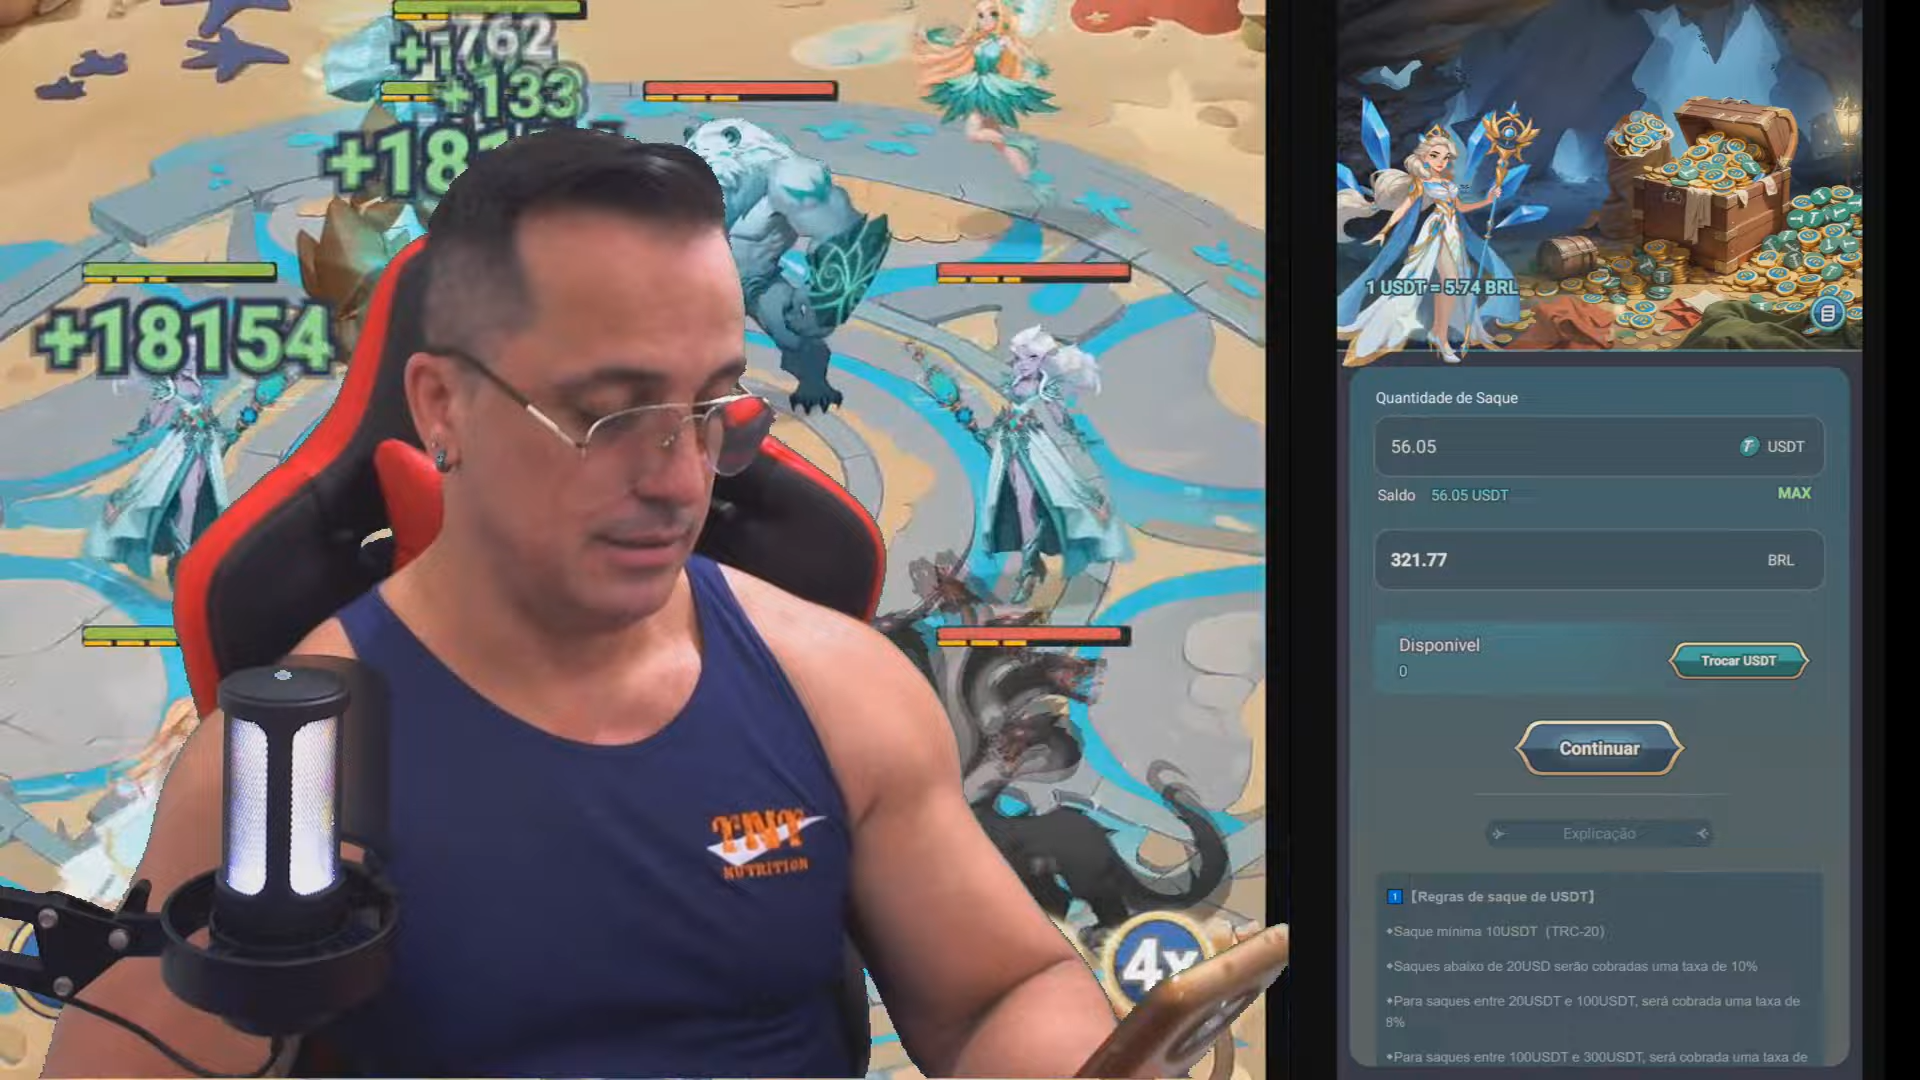 -762
+133
+18154
4x
TNT
NUTRITION
1 USDT = 5.74 BRL
Quantidade de Saque
56.05 USDT
Saldo 56.05 USDT MAX
321.77 BRL
Disponível
0
Trocar USDT
Continuar
Explicação
1 【Regras de saque de USDT】
•Saque mínima 10USDT (TRC-20)
•Saques abaixo de 20USD serão cobradas uma taxa de 10%
•Para saques entre 20USDT e 100USDT, será cobrada uma taxa de
8%
•Para saques entre 100USDT e 300USDT, será cobrada uma taxa de